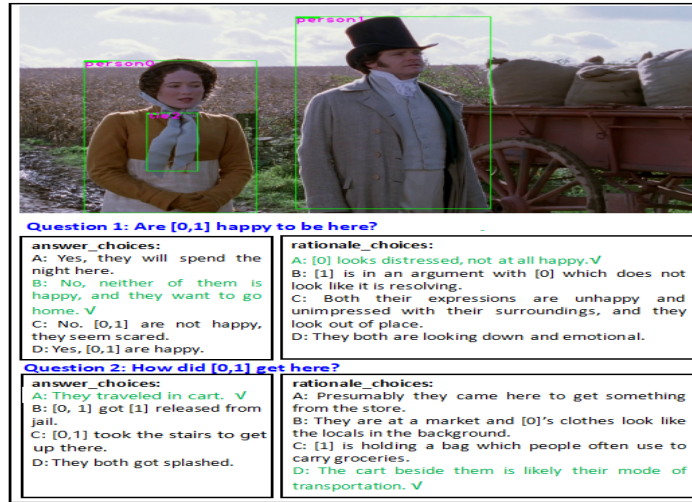 person0
person1
tie2
Question 1: Are [0,1] happy to be here?
answer_choices:
A: Yes, they will spend the
night here.
B: No, neither of them is
happy, and they want to go
home. √
C: No. [0,1] are not happy,
they seem scared.
D: Yes, [0,1] are happy.
rationale_choices:
A: [0] looks distressed, not at all happy.√
B: [1] is in an argument with [0] which does not
look like it is resolving.
C: Both their expressions are unhappy and
unimpressed with their surroundings, and they
look out of place.
D: They both are looking down and emotional.
Question 2: How did [0,1] get here?
answer_choices:
A: They traveled in cart. √
B: [0, 1] got [1] released from
jail.
C: [0,1] took the stairs to get
up there.
D: They both got splashed.
rationale_choices:
A: Presumably they came here to get something
from the store.
B: They are at a market and [0]'s clothes look like
the locals in the background.
C: [1] is holding a bag which people often use to
carry groceries.
D: The cart beside them is likely their mode of
transportation. √